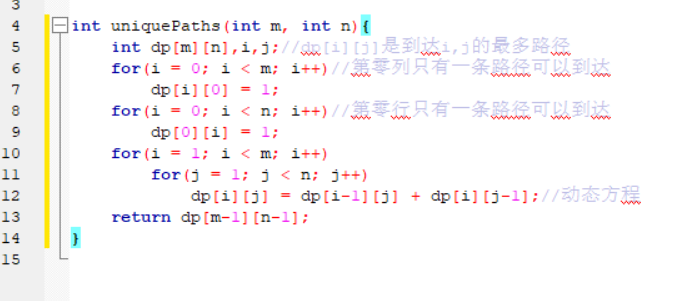 3
4 int uniquePaths(int m, int n){
5 int dp[m][n],i,j;//dp[i][j]是到达i,j的最多路径
6 for(i = 0; i < m; i++)//第零列只有一条路径可以到达
7 dp[i][0] = 1;
8 for(i = 0; i < n; i++)//第零行只有一条路径可以到达
9 dp[0][i] = 1;
10 for(i = 1; i < m; i++)
11 for(j = 1; j < n; j++)
12 dp[i][j] = dp[i-1][j] + dp[i][j-1];//动态方程
13 return dp[m-1][n-1];
14 }
15